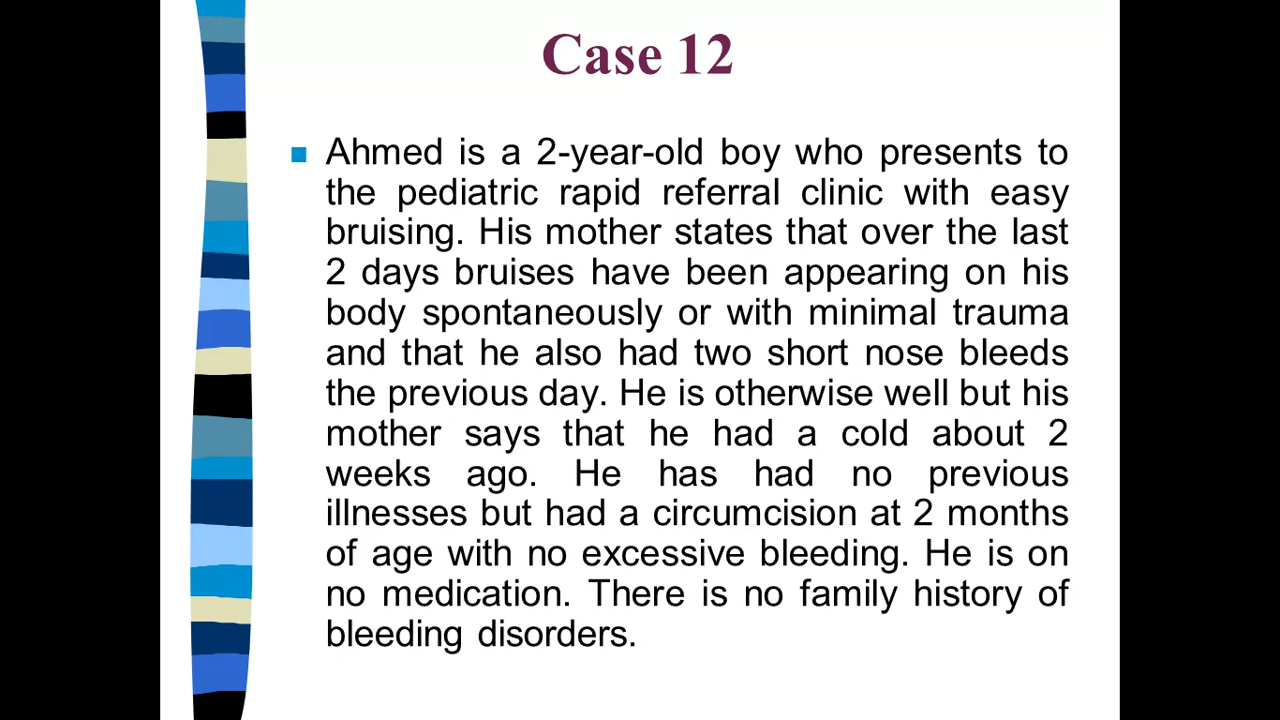 Case 12
Ahmed is a 2-year-old boy who presents to
the pediatric rapid referral clinic with easy
bruising. His mother states that over the last
2 days bruises have been appearing on his
body spontaneously or with minimal trauma
and that he also had two short nose bleeds
the previous day. He is otherwise well but his
mother says that he had a cold about 2
weeks ago. He has had no previous
illnesses but had a circumcision at 2 months
of age with no excessive bleeding. He is on
no medication. There is no family history of
bleeding disorders.